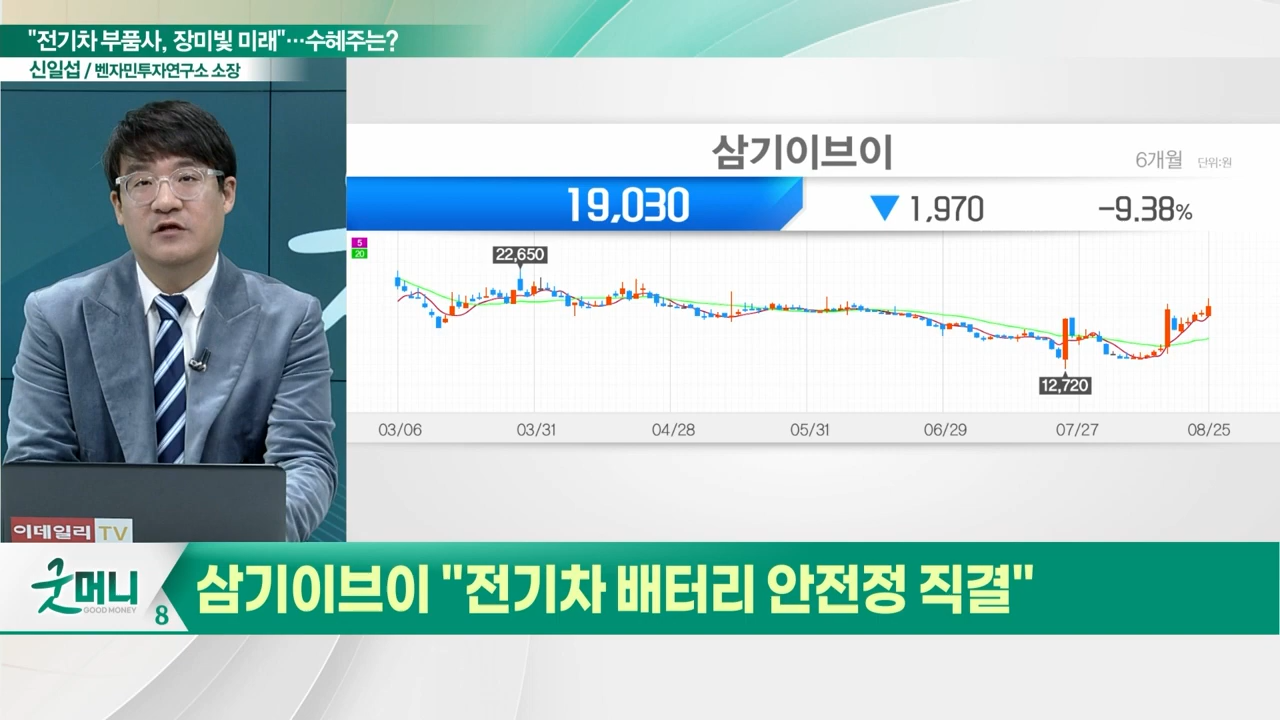 "전기차 부품사, 장미빛 미래"…수혜주는?
신일섭 / 벤자민투자연구소 소장
삼기이브이
6개월 단위:원
19,030 ▼ 1,970 -9.38%
5
20
22,650
12,720
03/06 03/31 04/28 05/31 06/29 07/27 08/25
이데일리 TV
굿머니
GOOD MONEY
8
삼기이브이 "전기차 배터리 안전정 직결"